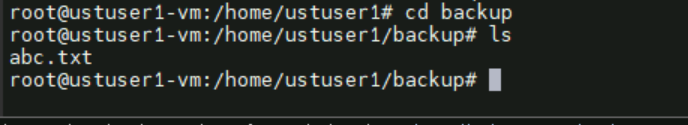 root@ustuser1-vm:/home/ustuser1# cd backup
root@ustuser1-vm:/home/ustuser1/backup# ls
abc.txt
root@ustuser1-vm:/home/ustuser1/backup#